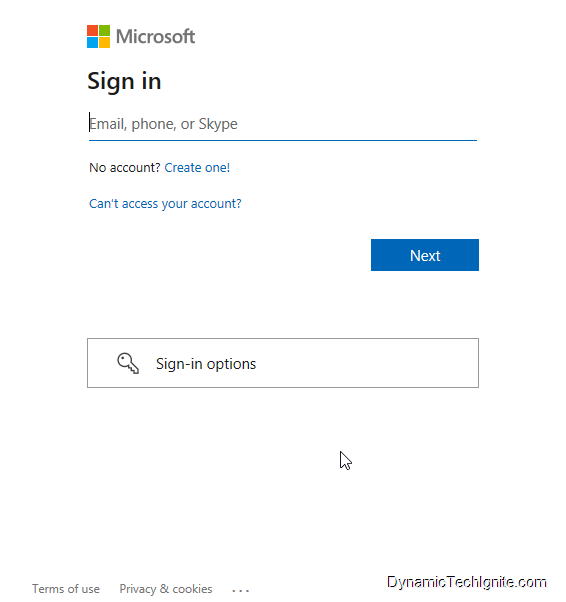 Microsoft
Sign in
Email, phone, or Skype
No account? Create one!
Can't access your account?
Next
Sign-in options
Terms of use Privacy & cookies ...
DynamicTechIgnite.com